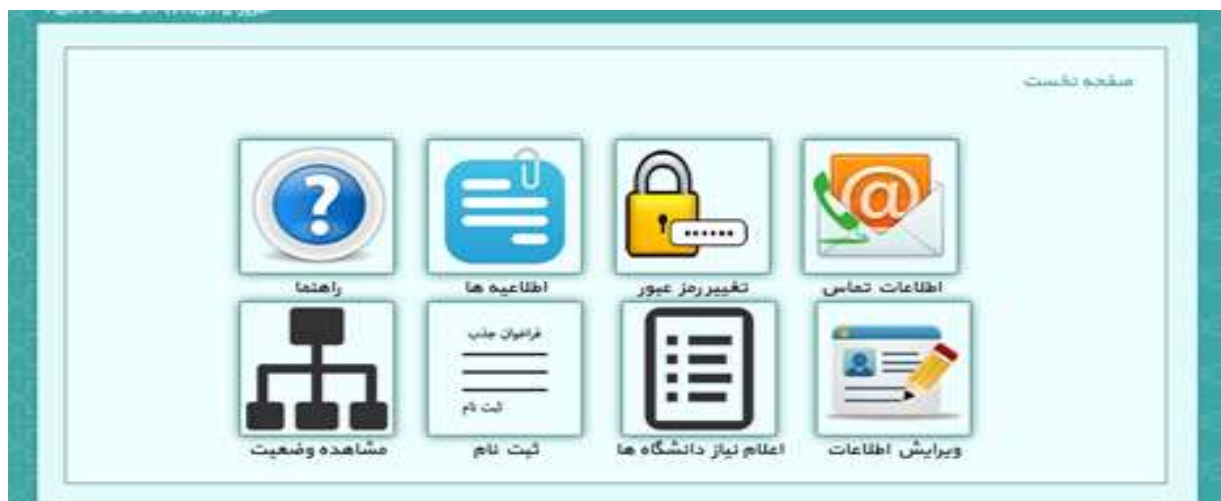 صفحه نخست
اطلاعات تماس
تغییر رمز عبور
اطلاعیه ها
راهنما
فراخوان جذب
ثبت نام
ویرایش اطلاعات
اعلام نیاز دانشگاه ها
ثبت نام
مشاهده وضعیت